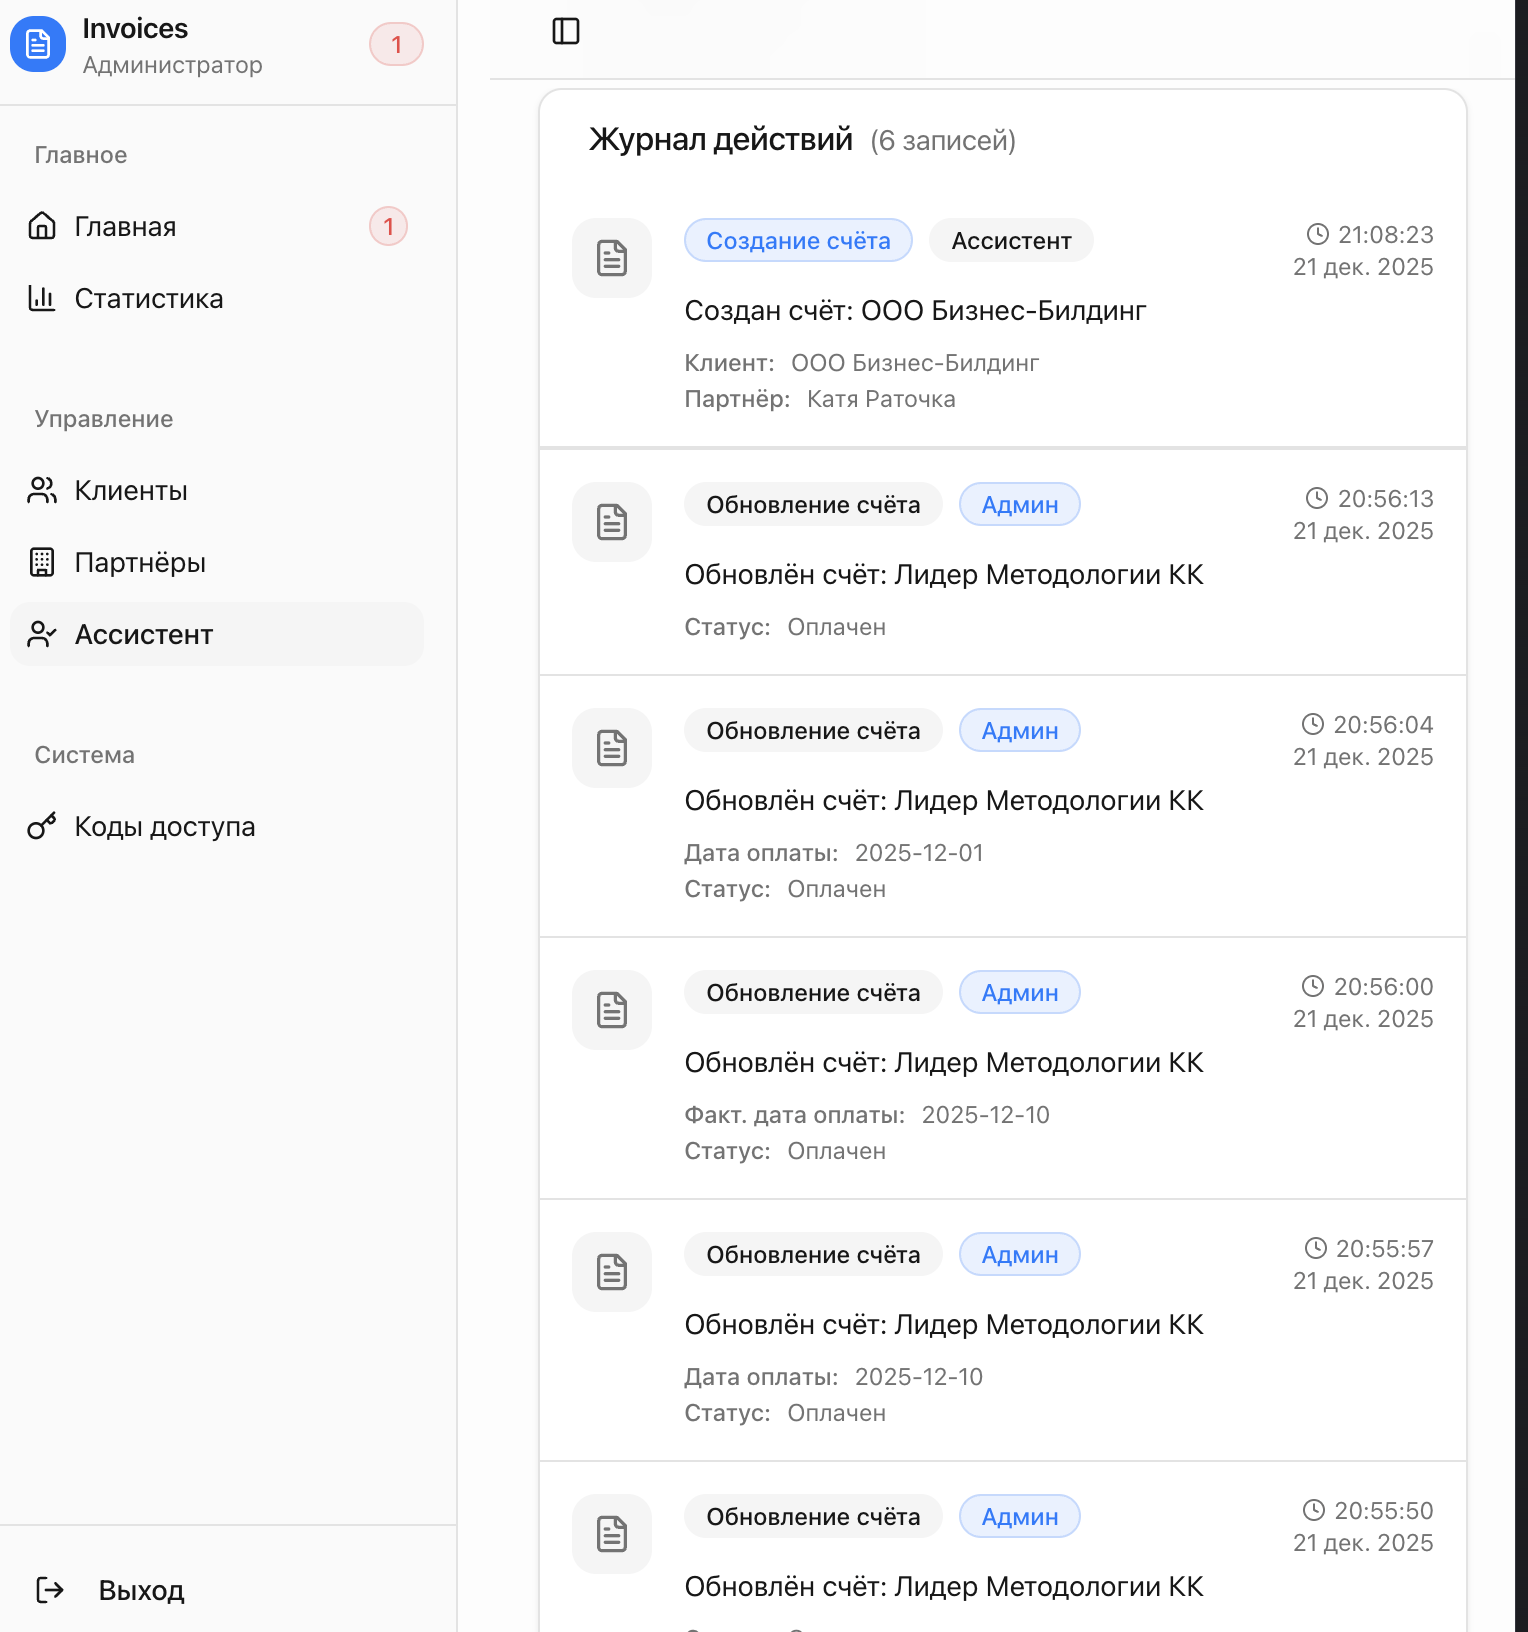 Invoices
Администратор
1
Главное
Главная
1
Статистика
Управление
Клиенты
Партнёры
Ассистент
Система
Коды доступа
Выход
Журнал действий (6 записей)
Создание счёта Ассистент 21:08:23
21 дек. 2025
Создан счёт: ООО Бизнес-Билдинг
Клиент: ООО Бизнес-Билдинг
Партнёр: Катя Раточка
Обновление счёта Админ 20:56:13
21 дек. 2025
Обновлён счёт: Лидер Методологии КК
Статус: Оплачен
Обновление счёта Админ 20:56:04
21 дек. 2025
Обновлён счёт: Лидер Методологии КК
Дата оплаты: 2025-12-01
Статус: Оплачен
Обновление счёта Админ 20:56:00
21 дек. 2025
Обновлён счёт: Лидер Методологии КК
Факт. дата оплаты: 2025-12-10
Статус: Оплачен
Обновление счёта Админ 20:55:57
21 дек. 2025
Обновлён счёт: Лидер Методологии КК
Дата оплаты: 2025-12-10
Статус: Оплачен
Обновление счёта Админ 20:55:50
21 дек. 2025
Обновлён счёт: Лидер Методологии КК